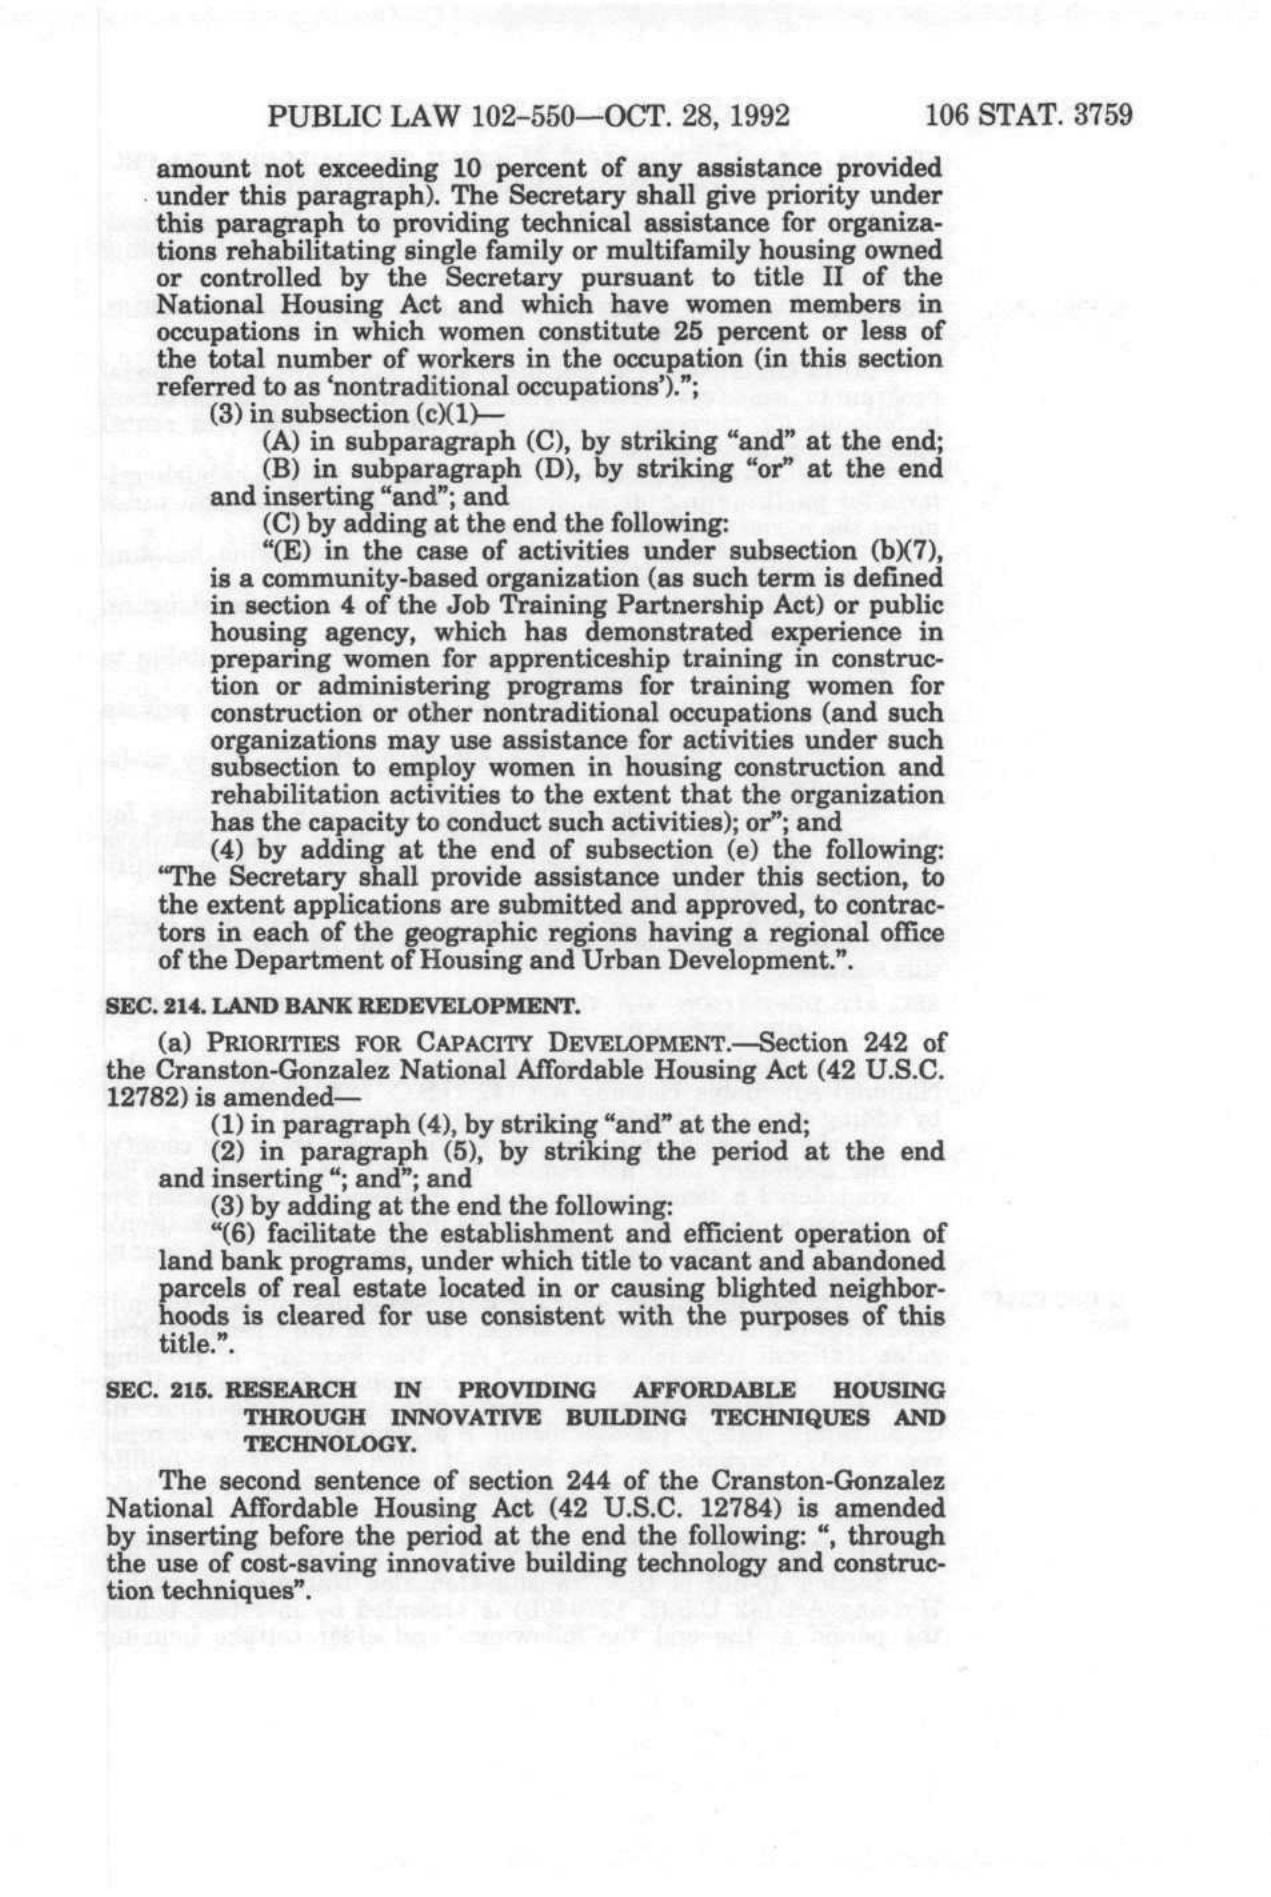 PUBLIC LAW 102-550—OCT. 28, 1992 106 STAT. 3759
amount not exceeding 10 percent of any assistance provided
under this paragraph). The Secretary shall give priority under
this paragraph to providing technical assistance for organiza-
tions rehabilitating single family or multifamily housing owned
or controlled by the Secretary pursuant to title II of the
National Housing Act and which have women members in
occupations in which women constitute 25 percent or less of
the total number of workers in the occupation (in this section
referred to as ‘nontraditional occupations’).”;
(3) in subsection (c)(1)—
(A) in subparagraph (C), by striking “and” at the end;
(B) in subparagraph (D), by striking “or” at the end
and inserting “and”; and
(C) by adding at the end the following:
“(E) in the case of activities under subsection (b)(7),
is a community-based organization (as such term is defined
in section 4 of the Job Training Partnership Act) or public
housing agency, which has demonstrated experience in
preparing women for apprenticeship training in construc-
tion or administering programs for training women for
construction or other nontraditional occupations (and such
organizations may use assistance for activities under such
subsection to employ women in housing construction and
rehabilitation activities to the extent that the organization
has the capacity to conduct such activities); or”; and
(4) by adding at the end of subsection (e) the following:
“The Secretary shall provide assistance under this section, to
the extent applications are submitted and approved, to contrac-
tors in each of the geographic regions having a regional office
of the Department of Housing and Urban Development.”.
SEC. 214. LAND BANK REDEVELOPMENT.
(a) PRIORITIES FOR CAPACITY DEVELOPMENT.—Section 242 of
the Cranston-Gonzalez National Affordable Housing Act (42 U.S.C.
12782) is amended—
(1) in paragraph (4), by striking “and” at the end;
(2) in paragraph (5), by striking the period at the end
and inserting “; and”; and
(3) by adding at the end the following:
“(6) facilitate the establishment and efficient operation of
land bank programs, under which title to vacant and abandoned
parcels of real estate located in or causing blighted neighbor-
hoods is cleared for use consistent with the purposes of this
title.”.
SEC. 215. RESEARCH IN PROVIDING AFFORDABLE HOUSING
THROUGH INNOVATIVE BUILDING TECHNIQUES AND
TECHNOLOGY.
The second sentence of section 244 of the Cranston-Gonzalez
National Affordable Housing Act (42 U.S.C. 12784) is amended
by inserting before the period at the end the following: “, through
the use of cost-saving innovative building technology and construc-
tion techniques”.